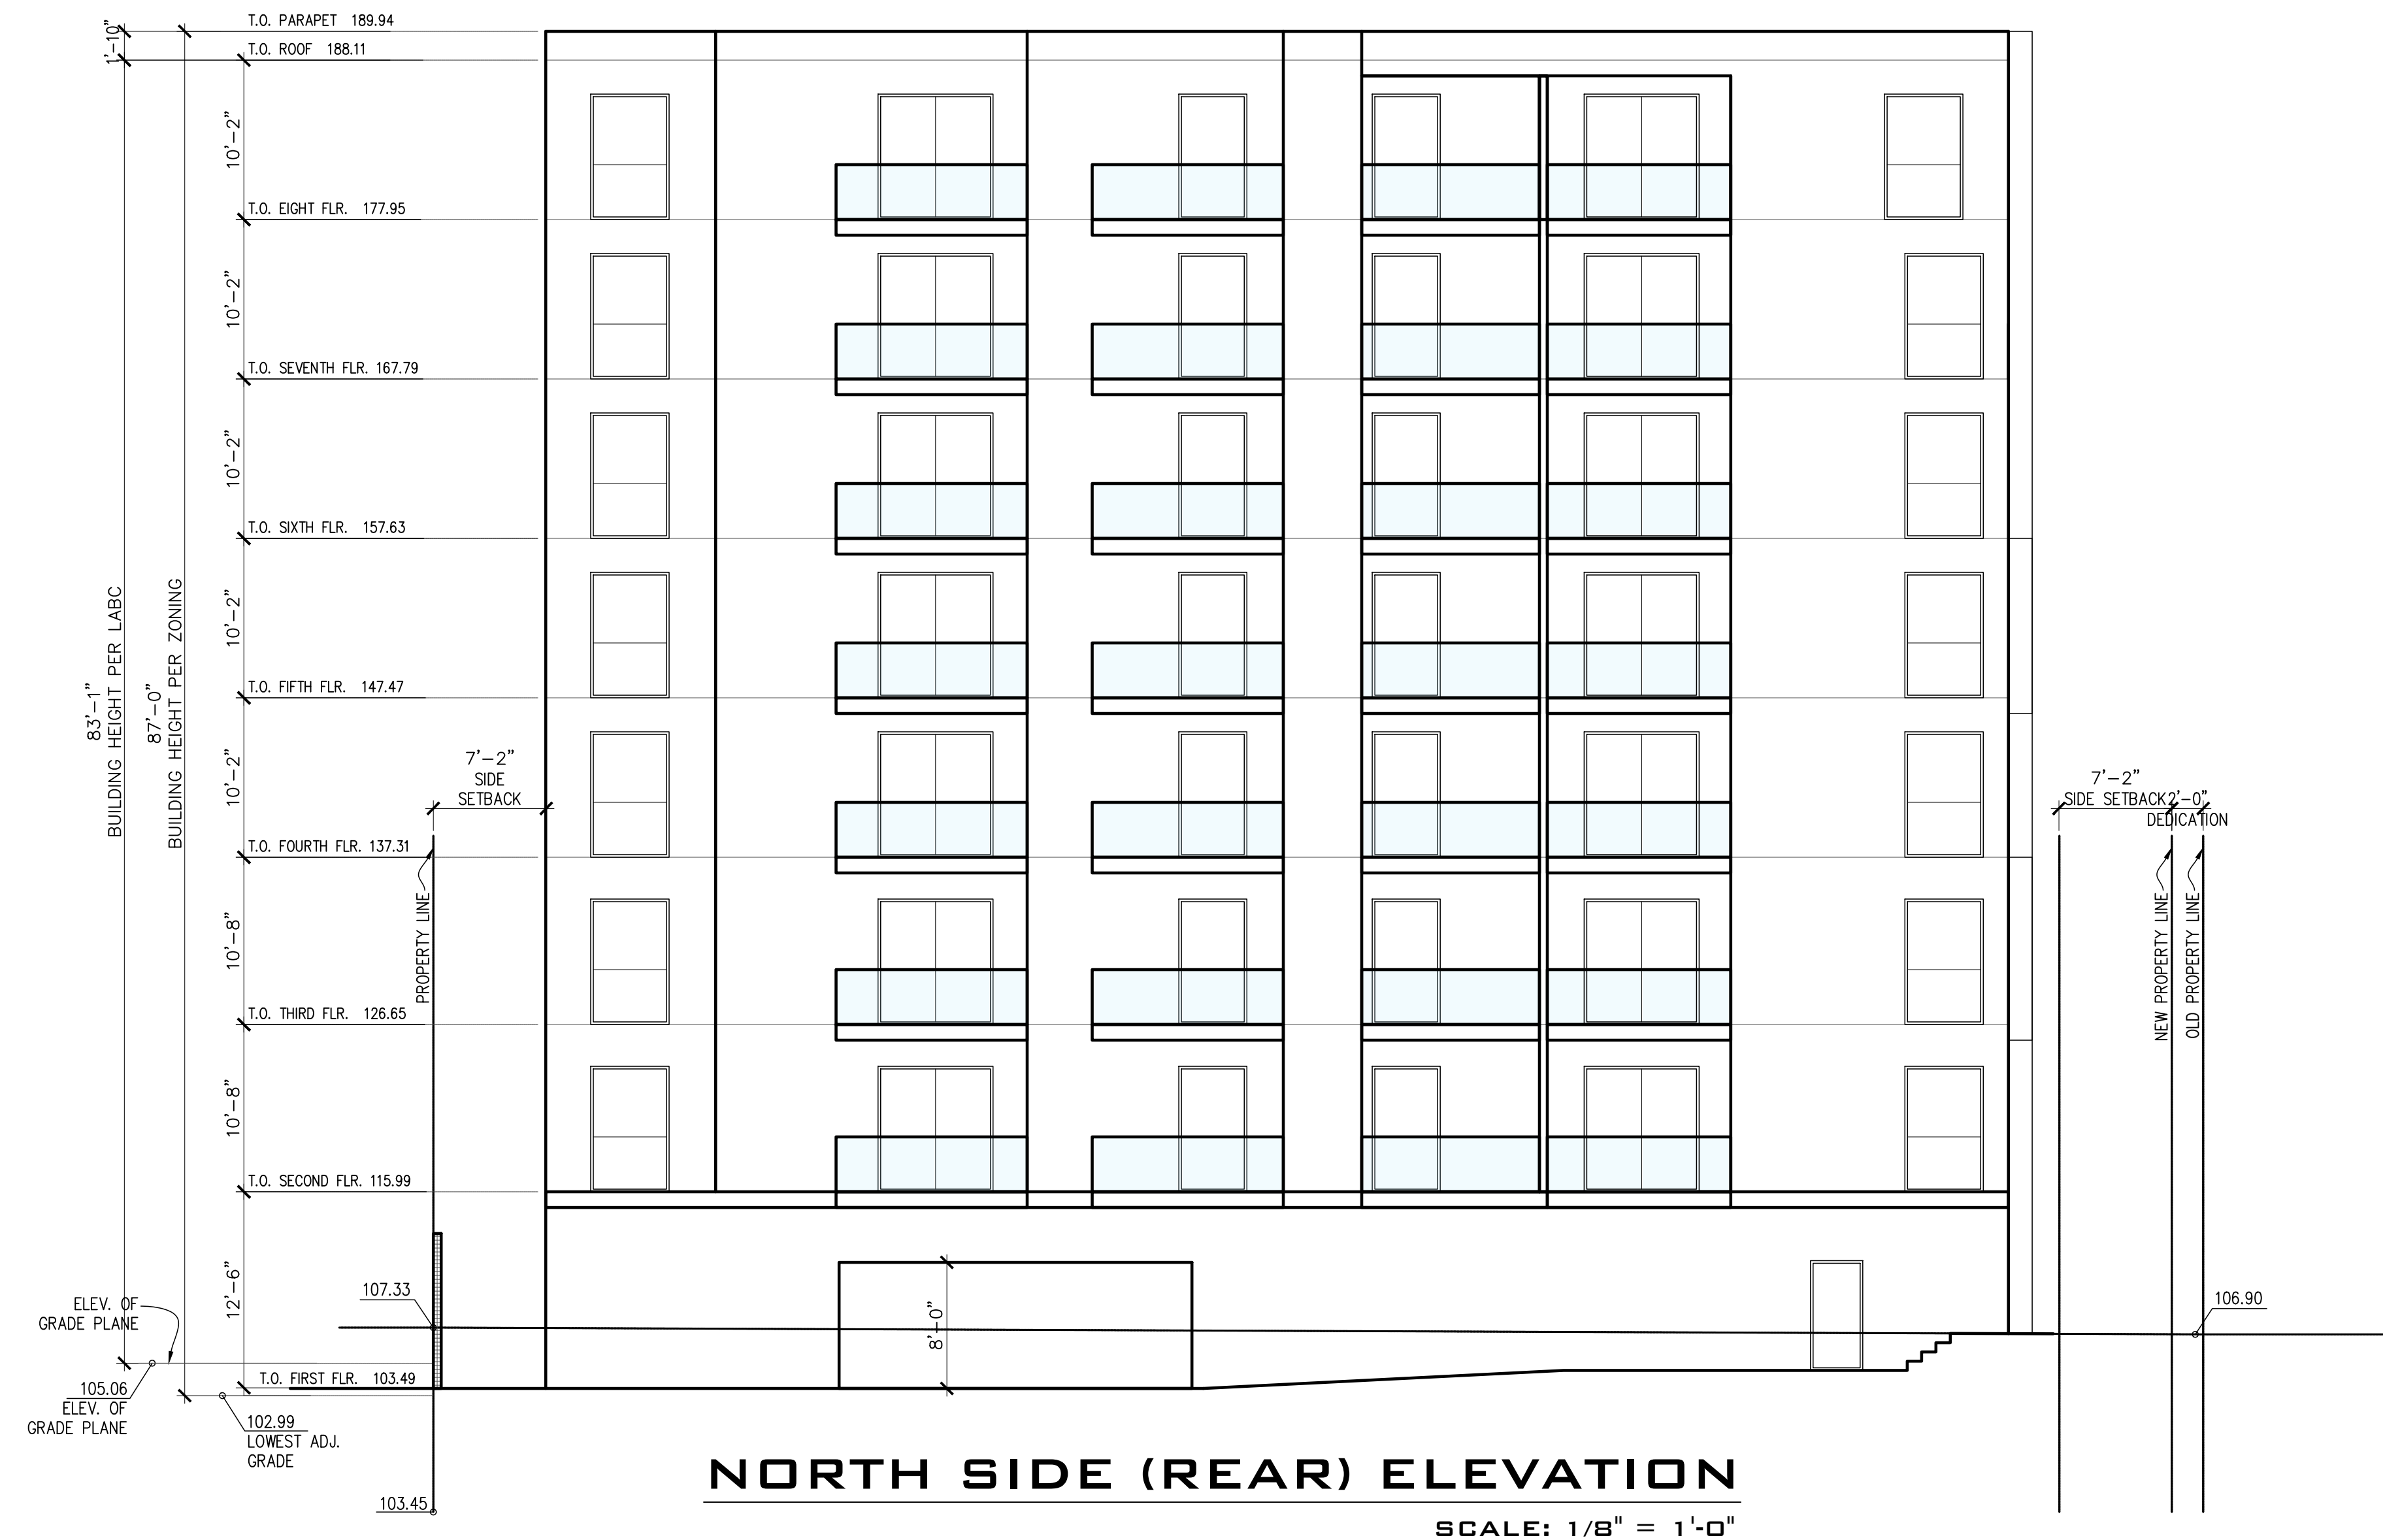 T.O. PARAPET 189.94
1'-10"
T.O. ROOF 188.11
10'-2"
T.O. EIGHT FLR. 177.95
10'-2"
T.O. SEVENTH FLR. 167.79
10'-2"
T.O. SIXTH FLR. 157.63
10'-2"
T.O. FIFTH FLR. 147.47
83'-1"
BUILDING HEIGHT PER LABC
87'-0"
BUILDING HEIGHT PER ZONING
10'-2"
7'-2"
SIDE
SETBACK
7'-2"
SIDE SETBACK
2'-0"
DEDICATION
T.O. FOURTH FLR. 137.31
PROPERTY LINE
NEW PROPERTY LINE
OLD PROPERTY LINE
10'-8"
T.O. THIRD FLR. 126.65
10'-8"
T.O. SECOND FLR. 115.99
12'-6"
107.33
106.90
ELEV. OF
GRADE PLANE
8'-0"
T.O. FIRST FLR. 103.49
105.06
ELEV. OF
GRADE PLANE
102.99
LOWEST ADJ.
GRADE
103.45
NORTH SIDE (REAR) ELEVATION
SCALE: 1/8" = 1'-0"